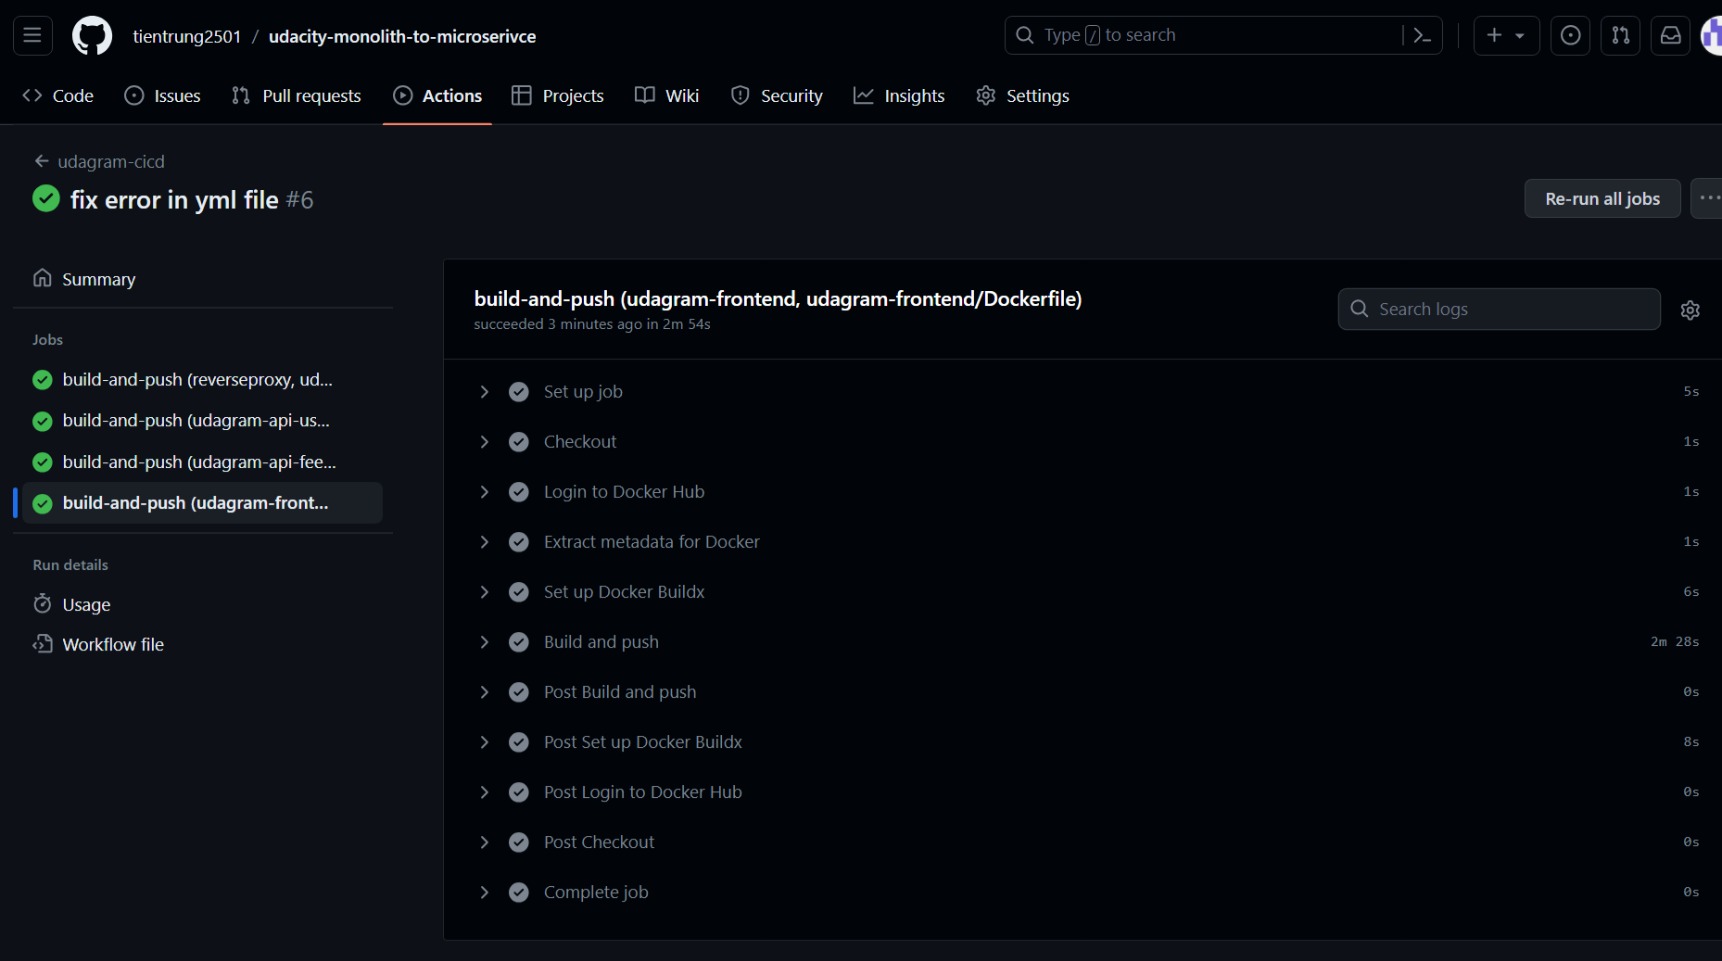 tientrung2501 / udacity-monolith-to-microserivce
Type / to search
Code Issues Pull requests Actions Projects Wiki Security Insights Settings
udagram-cicd
fix error in yml file #6
Re-run all jobs
Summary
Jobs
build-and-push (reverseproxy, ud...
build-and-push (udagram-api-us...
build-and-push (udagram-api-fee...
build-and-push (udagram-front...
Run details
Usage
Workflow file
build-and-push (udagram-frontend, udagram-frontend/Dockerfile)
succeeded 3 minutes ago in 2m 54s
Search logs
Set up job 5s
Checkout 1s
Login to Docker Hub 1s
Extract metadata for Docker 1s
Set up Docker Buildx 6s
Build and push 2m 28s
Post Build and push 0s
Post Set up Docker Buildx 8s
Post Login to Docker Hub 0s
Post Checkout 0s
Complete job 0s